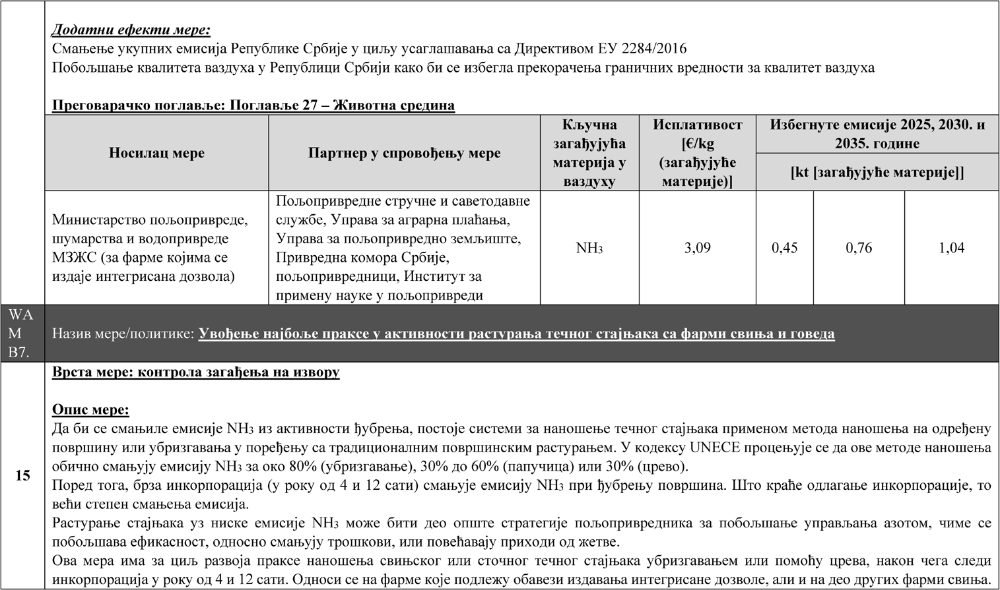 Додатни ефекти мере:
Смањење укупних емисија Републике Србије у циљу усаглашавања са Директивом ЕУ 2284/2016
Побољшање квалитета ваздуха у Републици Србији како би се избегла прекорачења граничних вредности за квалитет ваздуха
Преговарачко поглавље: Поглавље 27 – Животна средина
Носилац мере
Партнер у спровођењу мере
Кључна
загађујућа
материја у
ваздуху
Исплативост
[€/kg
(загађујуће
материје)]
Избегнуте емисије 2025, 2030. и
2035. године
[kt [загађујуће материје]]
Министарство пољопривреде,
шумарства и водопривреде
МЗЖС (за фарме којима се
издаје интегрисана дозвола)
Пољопривредне стручне и саветодавне
службе, Управа за аграрна плаћања,
Управа за пољопривредно земљиште,
Привредна комора Србије,
пољопривредници, Институт за
примену науке у пољопривреди
NH3
3,09
0,45
0,76
1,04
WA
M
B7.
Назив мере/политике: Увођење најбоље праксе у активности растурања течног стајњака са фарми свиња и говеда
15
Врста мере: контрола загађења на извору
Опис мере:
Да би се смањиле емисије NH3 из активности ђубрења, постоје системи за наношење течног стајњака применом метода наношења на одређену
површину или убризгавања у поређењу са традиционалним површинским растурањем. У кодексу UNECE процењује се да ове методе наношења
обично смањују емисију NH3 за око 80% (убризгавање), 30% до 60% (папучица) или 30% (црево).
Поред тога, брза инкорпорација (у року од 4 и 12 сати) смањује емисију NH3 при ђубрењу површина. Што краће одлагање инкорпорације, то
већи степен смањења емисија.
Растурање стајњака уз ниске емисије NH3 може бити део опште стратегије пољопривредника за побољшање управљања азотом, чиме се
побољшава ефикасност, односно смањују трошкови, или повећавају приходи од жетве.
Ова мера има за циљ развоја праксе наношења свињског или сточног течног стајњака убризгавањем или помоћу црева, након чега следи
инкорпорација у року од 4 и 12 сати. Односи се на фарме које подлежу обавези издавања интегрисане дозволе, али и на део других фарми свиња.